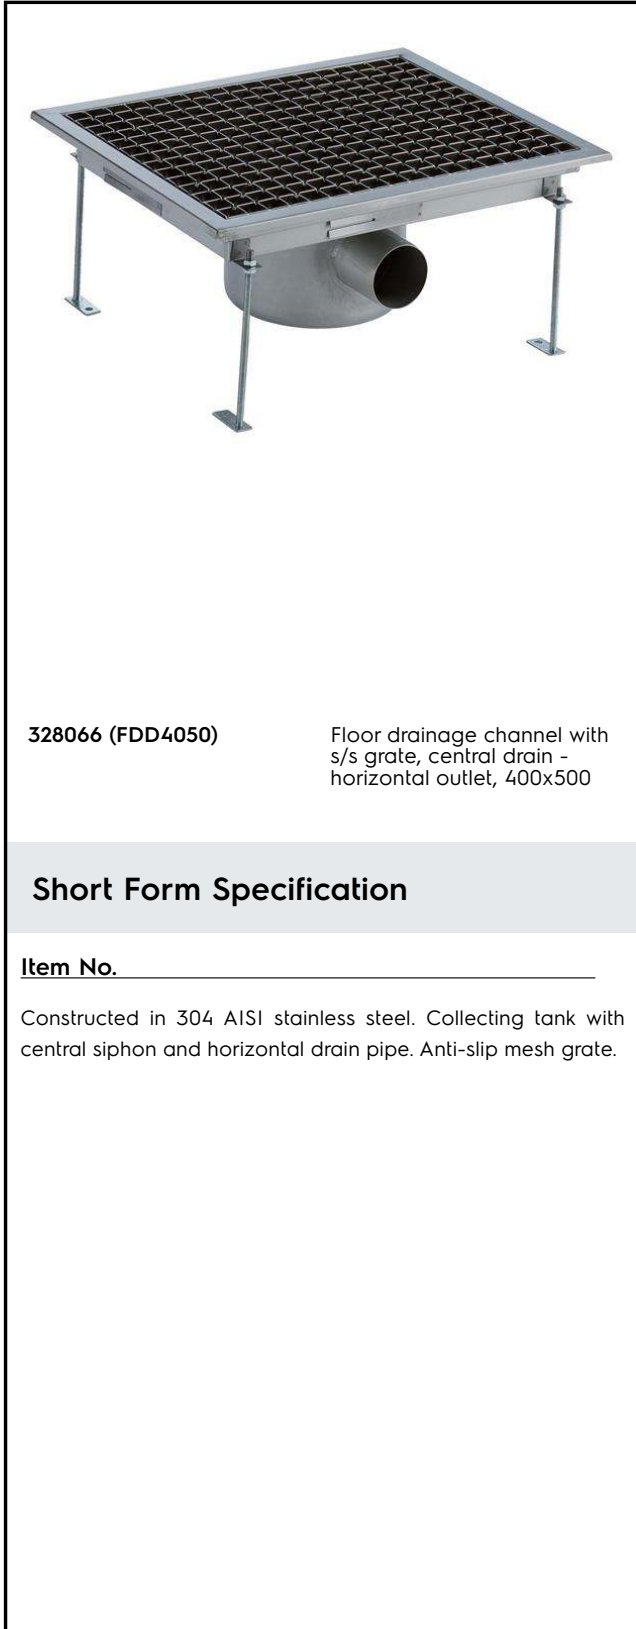 328066 (FDD4050)
Floor drainage channel with
s/s grate, central drain -
horizontal outlet, 400x500
Short Form Specification
Item No.
Constructed in 304 AISI stainless steel. Collecting tank with
central siphon and horizontal drain pipe. Anti-slip mesh grate.